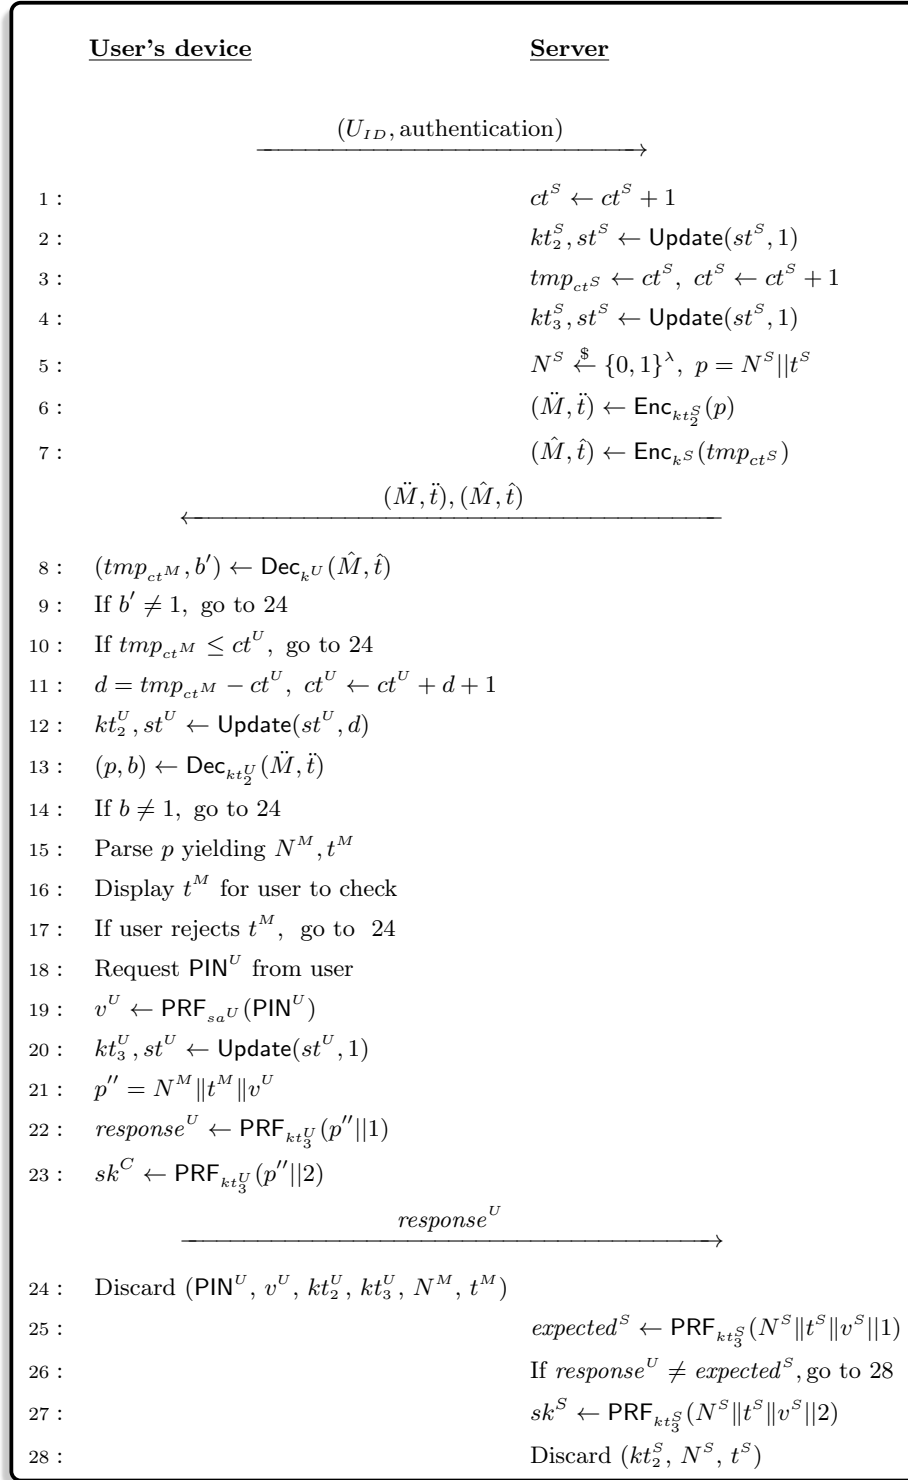 User's device Server
(U_ID, authentication)
1 : ct^S ← ct^S + 1
2 : kt_2^S, st^S ← Update(st^S, 1)
3 : tmp_{ct^S} ← ct^S, ct^S ← ct^S + 1
4 : kt_3^S, st^S ← Update(st^S, 1)
5 : N^S ←$ {0, 1}^λ, p = N^S||t^S
6 : (M̈, ẗ) ← Enc_{kt_2^S}(p)
7 : (M̂, t̂) ← Enc_{k^S}(tmp_{ct^S})
(M̈, ẗ), (M̂, t̂)
8 : (tmp_{ct^M}, b′) ← Dec_{k^U}(M̂, t̂)
9 : If b′ ≠ 1, go to 24
10 : If tmp_{ct^M} ≤ ct^U, go to 24
11 : d = tmp_{ct^M} − ct^U, ct^U ← ct^U + d + 1
12 : kt_2^U, st^U ← Update(st^U, d)
13 : (p, b) ← Dec_{kt_2^U}(M̈, ẗ)
14 : If b ≠ 1, go to 24
15 : Parse p yielding N^M, t^M
16 : Display t^M for user to check
17 : If user rejects t^M, go to 24
18 : Request PIN^U from user
19 : v^U ← PRF_{sa^U}(PIN^U)
20 : kt_3^U, st^U ← Update(st^U, 1)
21 : p″ = N^M‖t^M‖v^U
22 : response^U ← PRF_{kt_3^U}(p″||1)
23 : sk^C ← PRF_{kt_3^U}(p″||2)
response^U
24 : Discard (PIN^U, v^U, kt_2^U, kt_3^U, N^M, t^M)
25 : expected^S ← PRF_{kt_3^S}(N^S‖t^S‖v^S||1)
26 : If response^U ≠ expected^S, go to 28
27 : sk^S ← PRF_{kt_3^S}(N^S‖t^S‖v^S||2)
28 : Discard (kt_2^S, N^S, t^S)